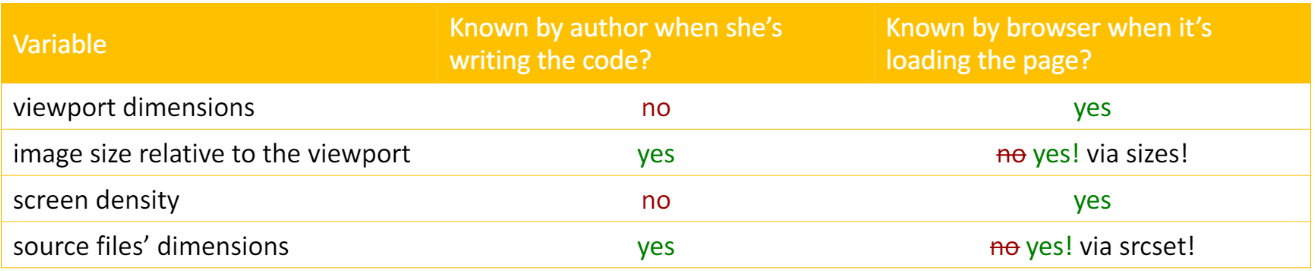 Variable
Known by author when she's
writing the code?
Known by browser when it's
loading the page?
viewport dimensions no yes
image size relative to the viewport yes no yes! via sizes!
screen density no yes
source files' dimensions yes no yes! via srcset!